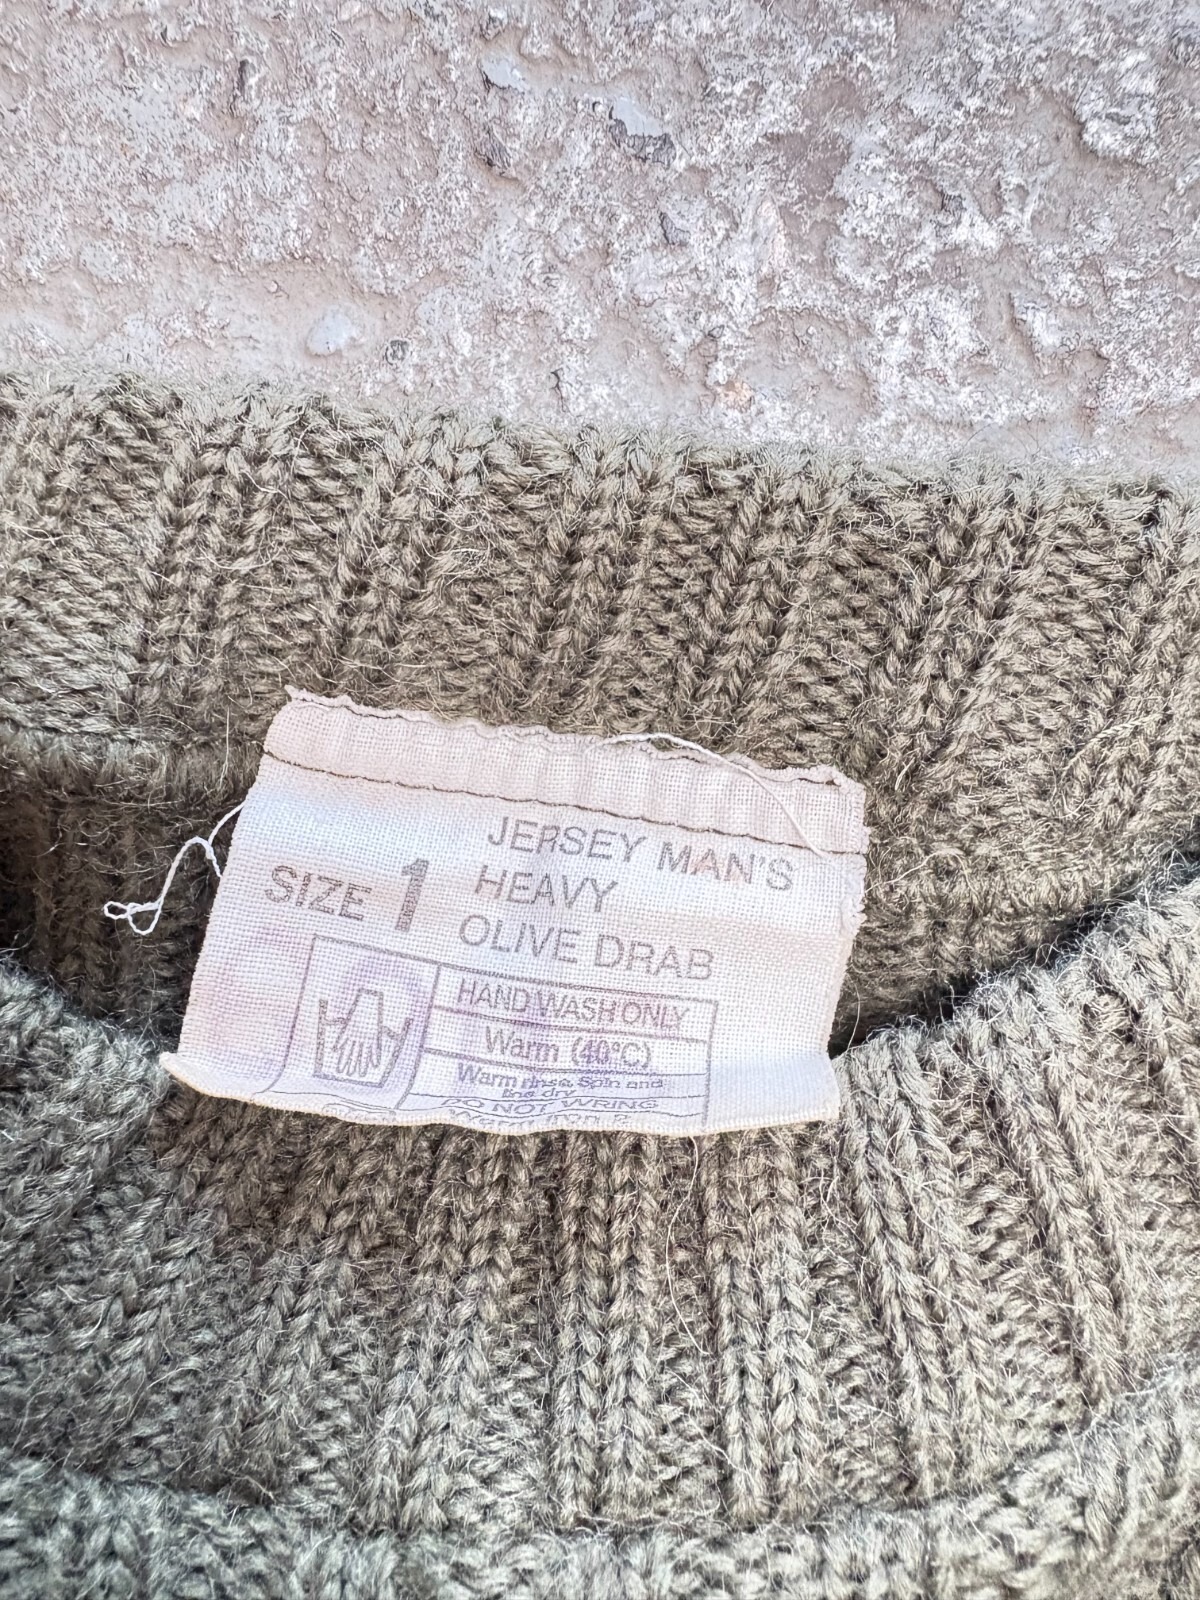 JERSEY MAN'S
SIZE 1 HEAVY
OLIVE DRAB
HAND WASH ONLY
Warm (40°C)
Warm rinse. Spin and
line dry
DO NOT WRING